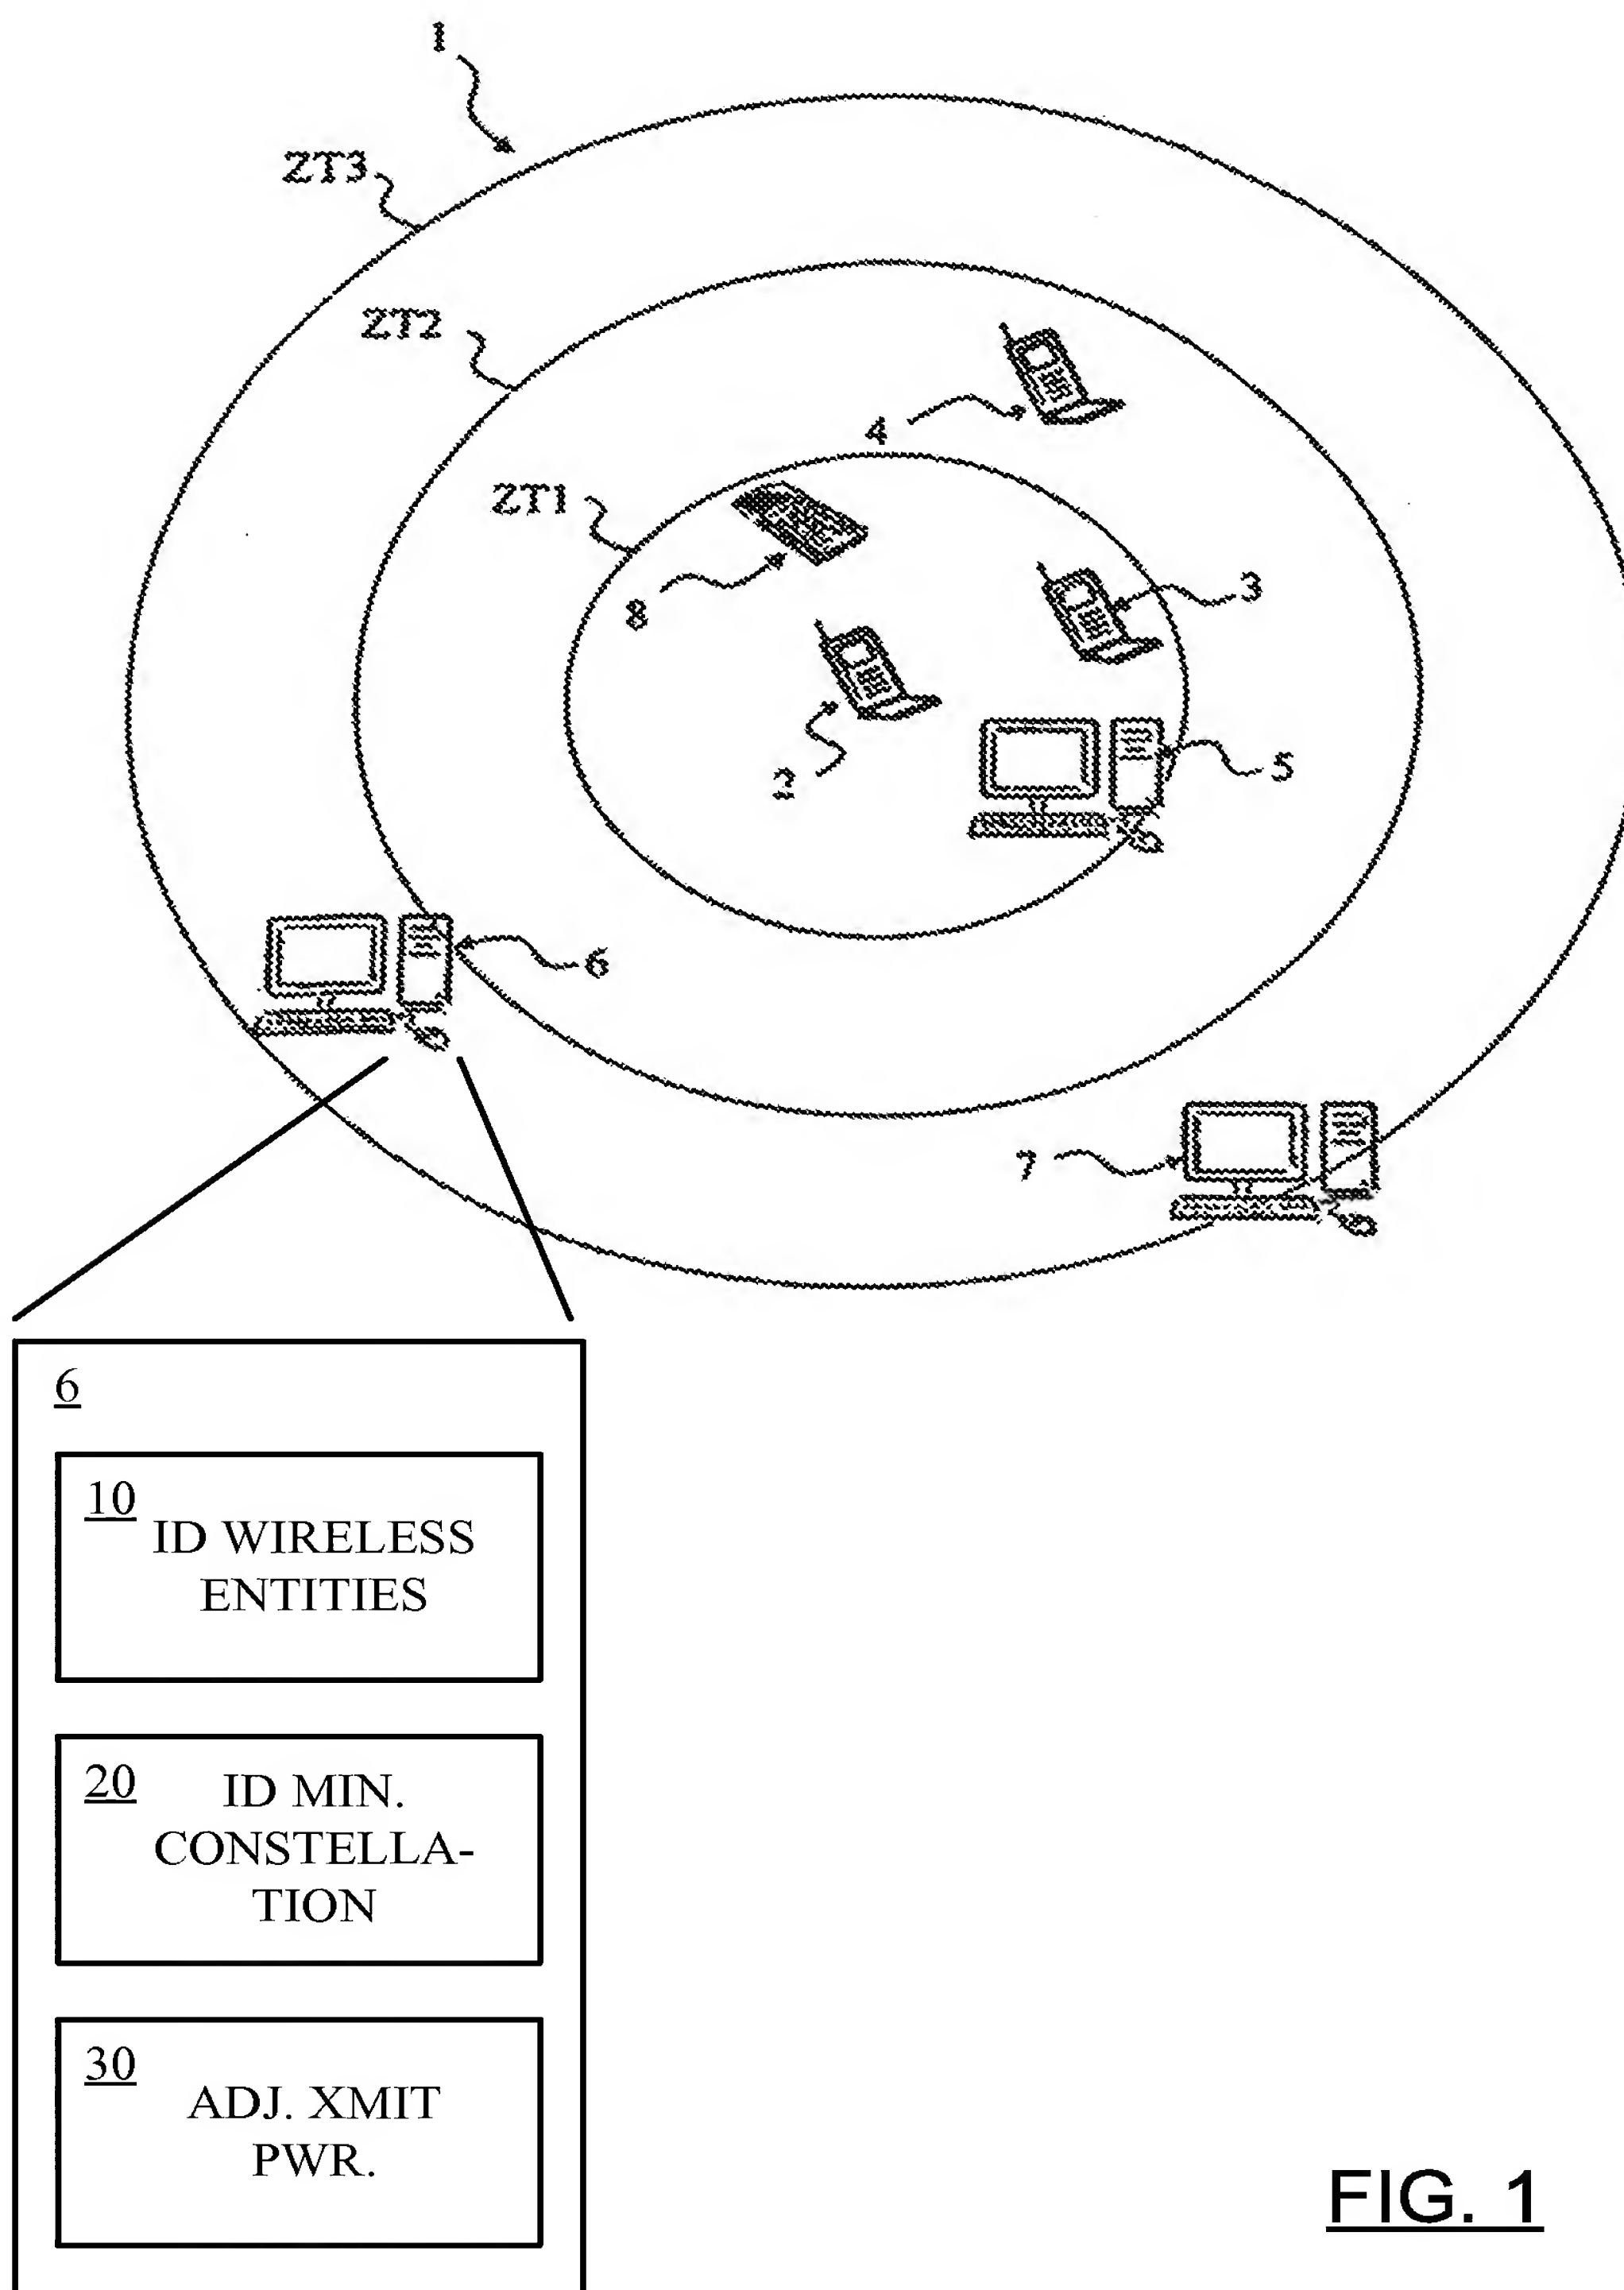 1
ZT3
ZT2
4
ZT1
8
3
2
5
6
7
6
10
ID WIRELESS
ENTITIES
20
ID MIN.
CONSTELLA-
TION
30
ADJ. XMIT
PWR.
FIG. 1